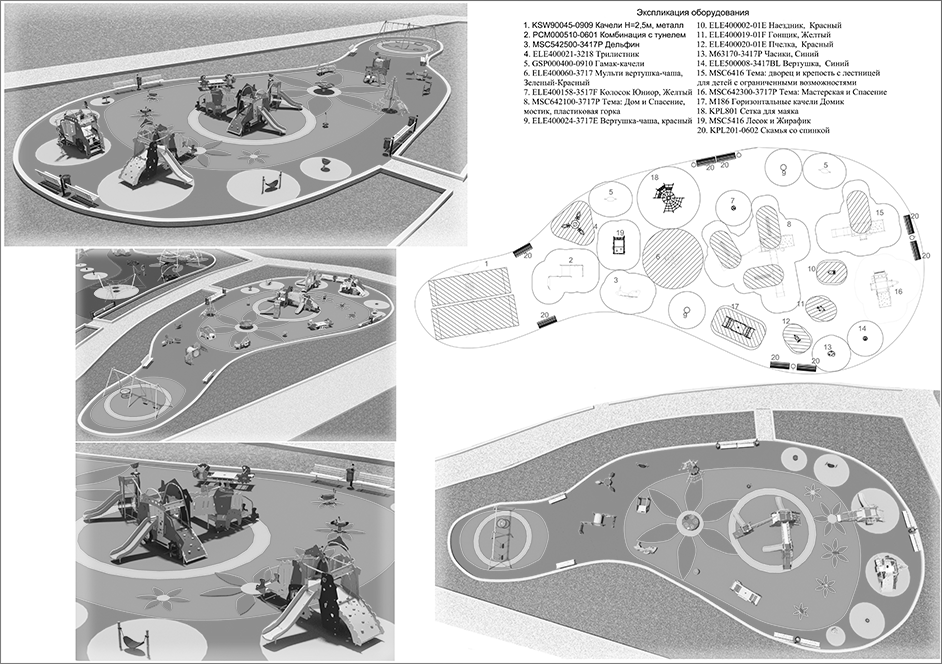 Экспликация оборудования
1. KSW90045-0909 Качели Н=2,5м, металл
2. PCM000510-0601 Комбинация с тунелем
3. MSC542500-3417P Дельфин
4. ELE400021-3218 Трилистник
5. GSP000400-0910 Гамак-качели
6. ELE400060-3717 Мульти вертушка-чаша,
Зеленый-Красный
7. ELE400158-3517F Колосок Юниор, Желтый
8. MSC642100-3717P Тема: Дом и Спасение,
мостик, пластиковая горка
9. ELE400024-3717E Вертушка-чаша, красный
10. ELE400002-01E Наездник, Красный
11. ELE400019-01F Гонщик, Желтый
12. ELE400020-01E Пчелка, Красный
13. M63170-3417P Часики, Синий
14. ELE500008-3417BL Вертушка, Синий
15. MSC6416 Тема: дворец и крепость с лестницей
для детей с ограниченными возможностями
16. MSC642300-3717P Тема: Мастерская и Спасение
17. M186 Горизонтальные качели Домик
18. KPL801 Сетка для маяка
19. MSC5416 Лесок и Жирафик
20. KPL201-0602 Скамья со спинкой
20 20
9
5
18
5
7
15
4
19
8
20
20
1
2
6
10
16
3
11
9
17
20
12
14
13
20
20